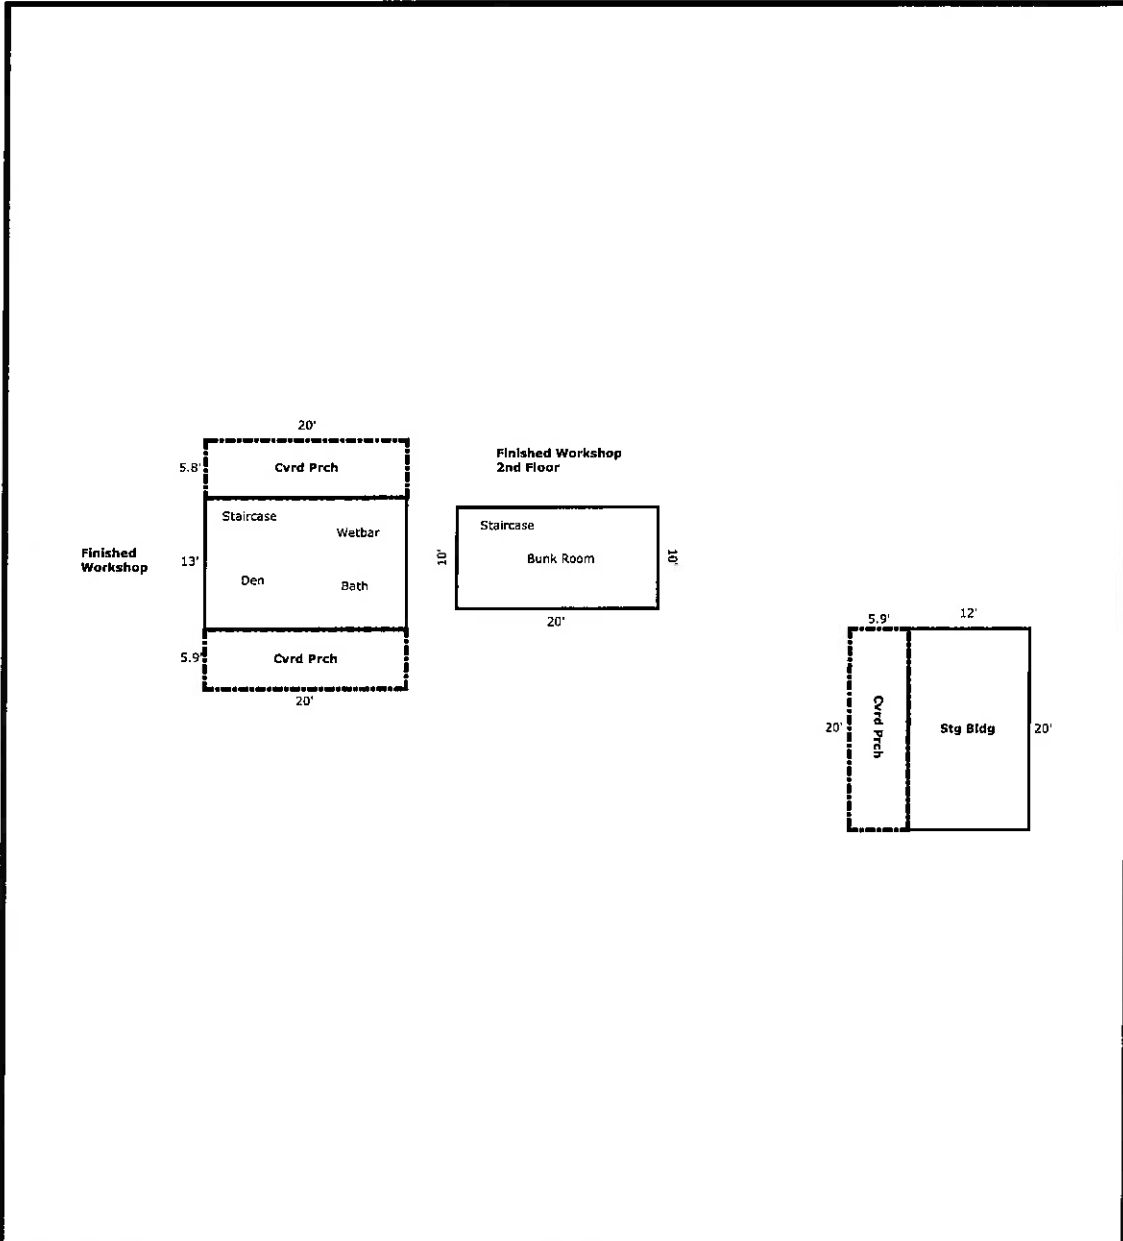 20'
5.8'
Cvrd Prch
Staircase
Wetbar
Finished
Workshop
13'
Den
Bath
5.9'
Cvrd Prch
20'
Finished Workshop
2nd Floor
Staircase
10'
Bunk Room
10'
20'
5.9'
12'
20'
Cvrd Prch
Stg Bldg
20'